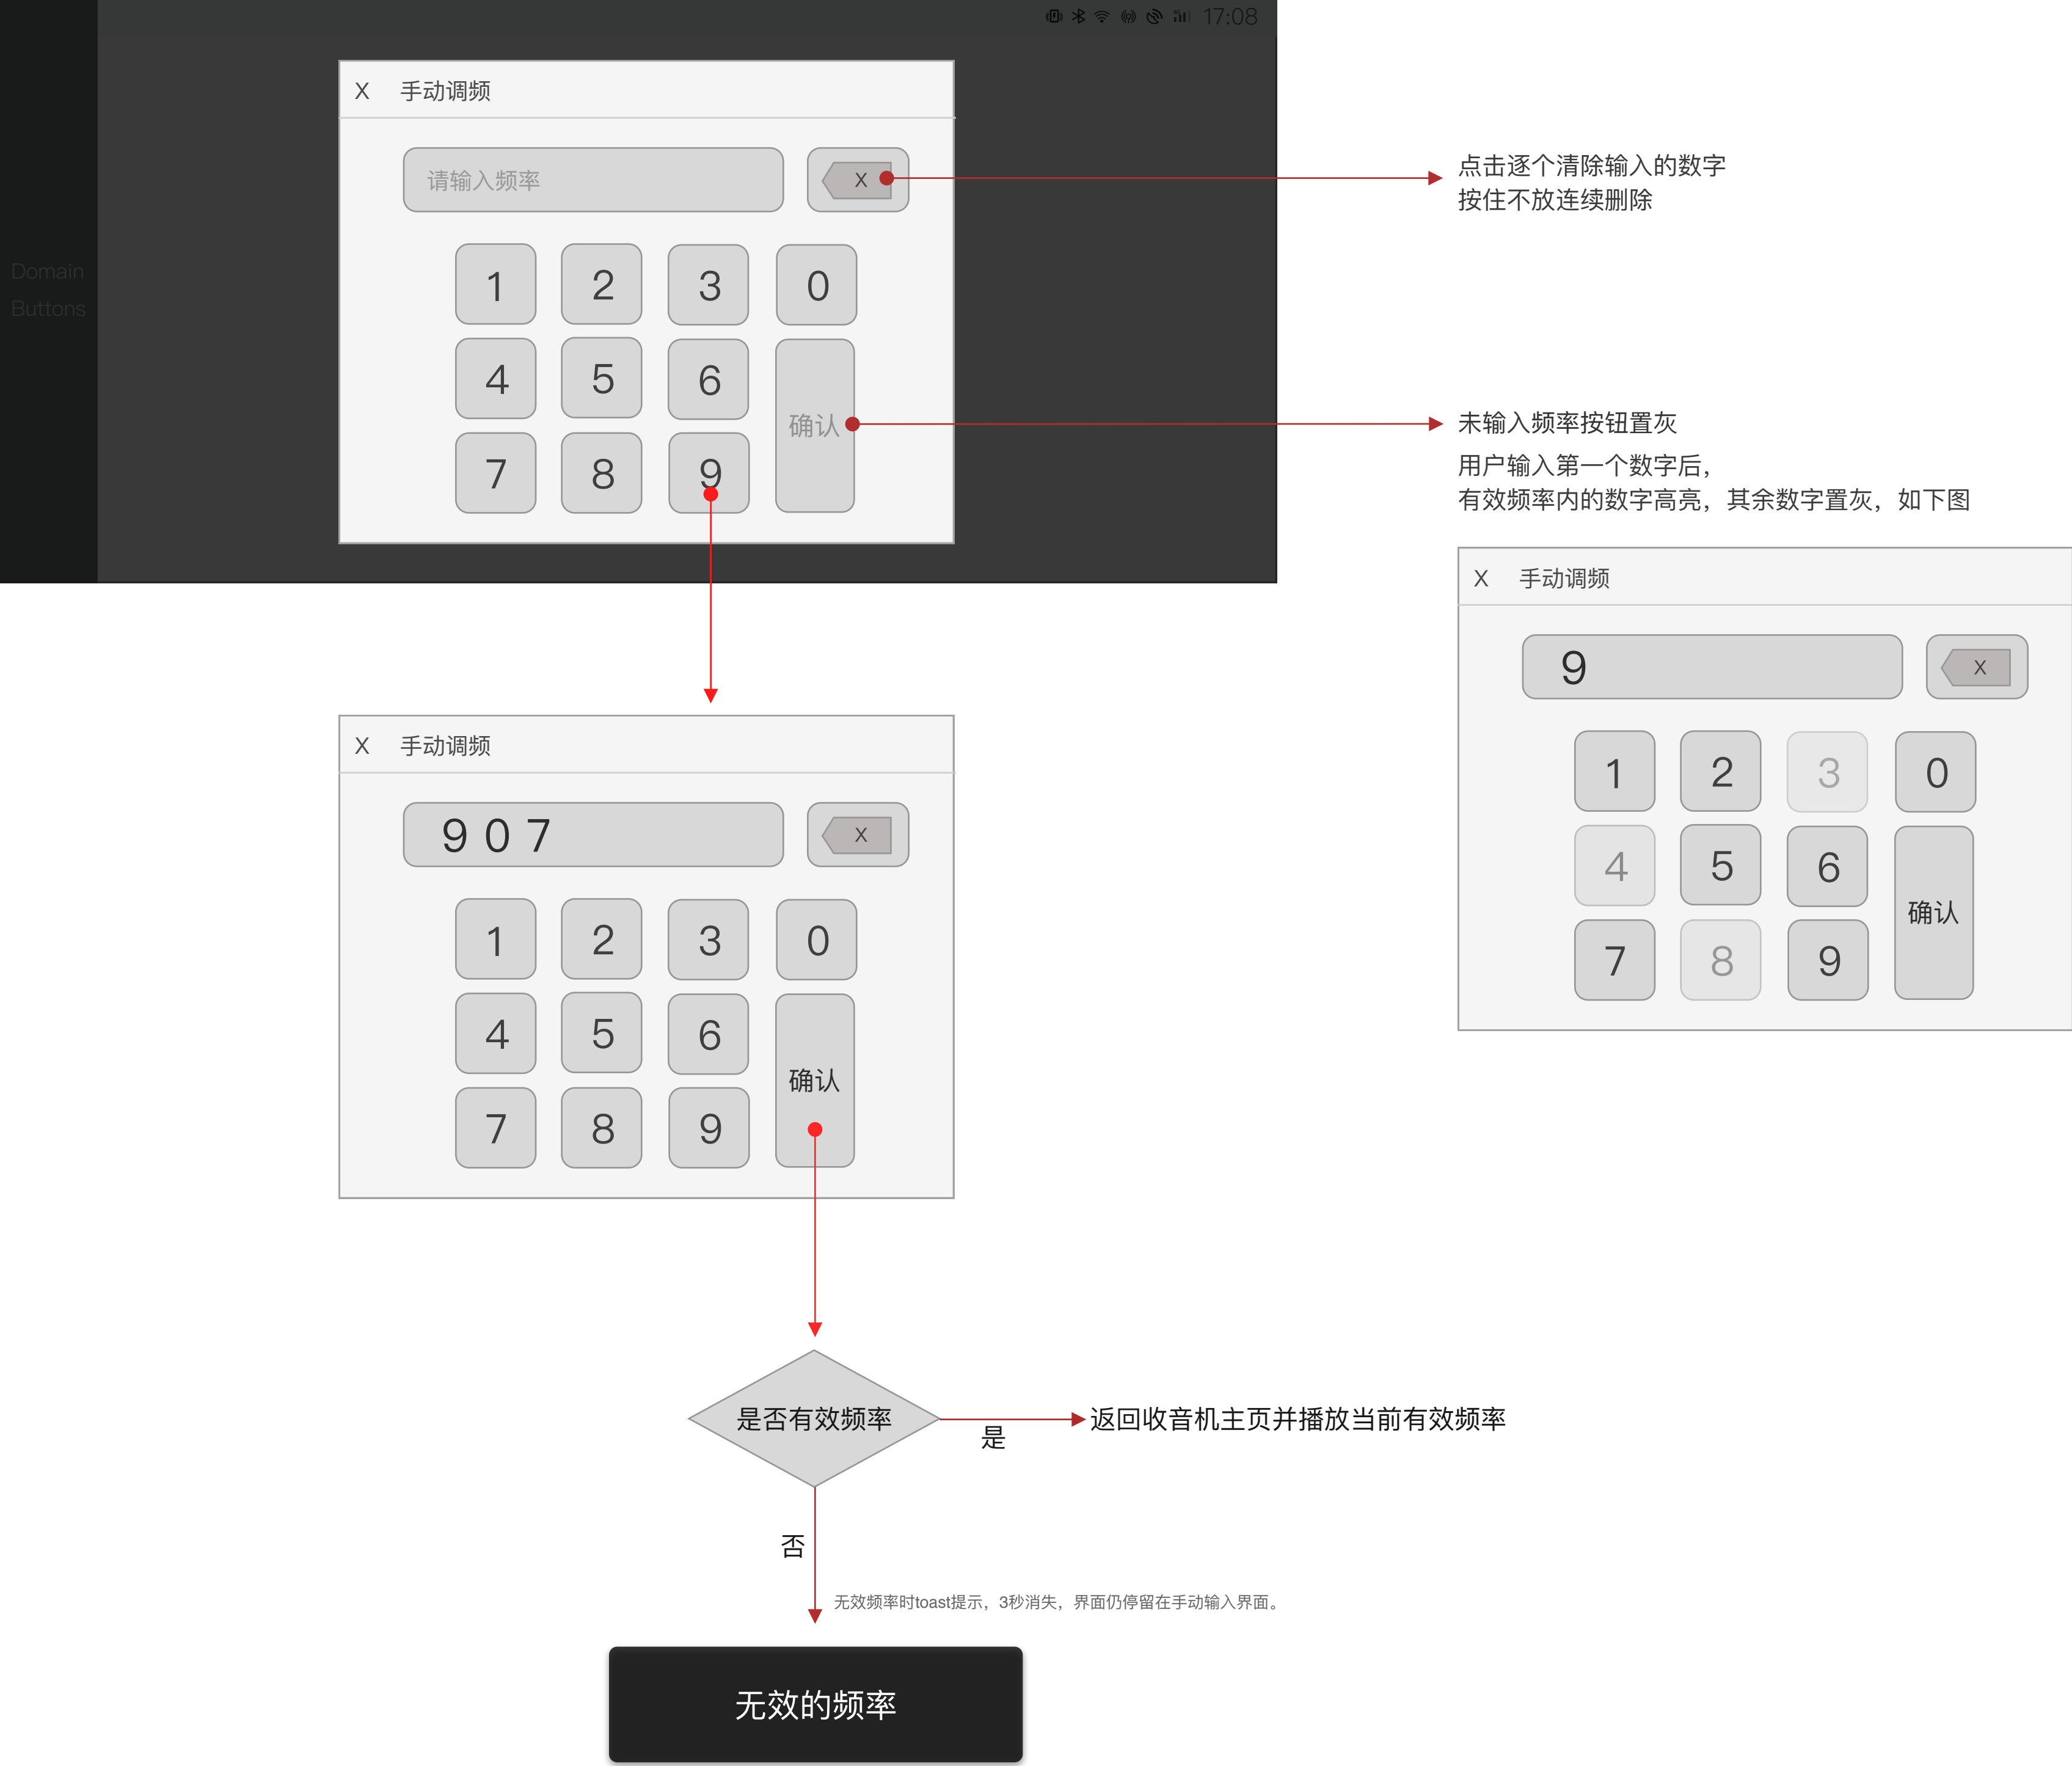 17:08
X 手动调频
请输入频率
X
点击逐个清除输入的数字
按住不放连续删除
Domain
Buttons
1 2 3 0
4 5 6
确认
7 8 9
未输入频率按钮置灰
用户输入第一个数字后，
有效频率内的数字高亮，其余数字置灰，如下图
X 手动调频
9
X
1 2 3 0
4 5 6
确认
7 8 9
X 手动调频
9 0 7
X
1 2 3 0
4 5 6
确认
7 8 9
是否有效频率
是
返回收音机主页并播放当前有效频率
否
无效频率时toast提示，3秒消失，界面仍停留在手动输入界面。
无效的频率